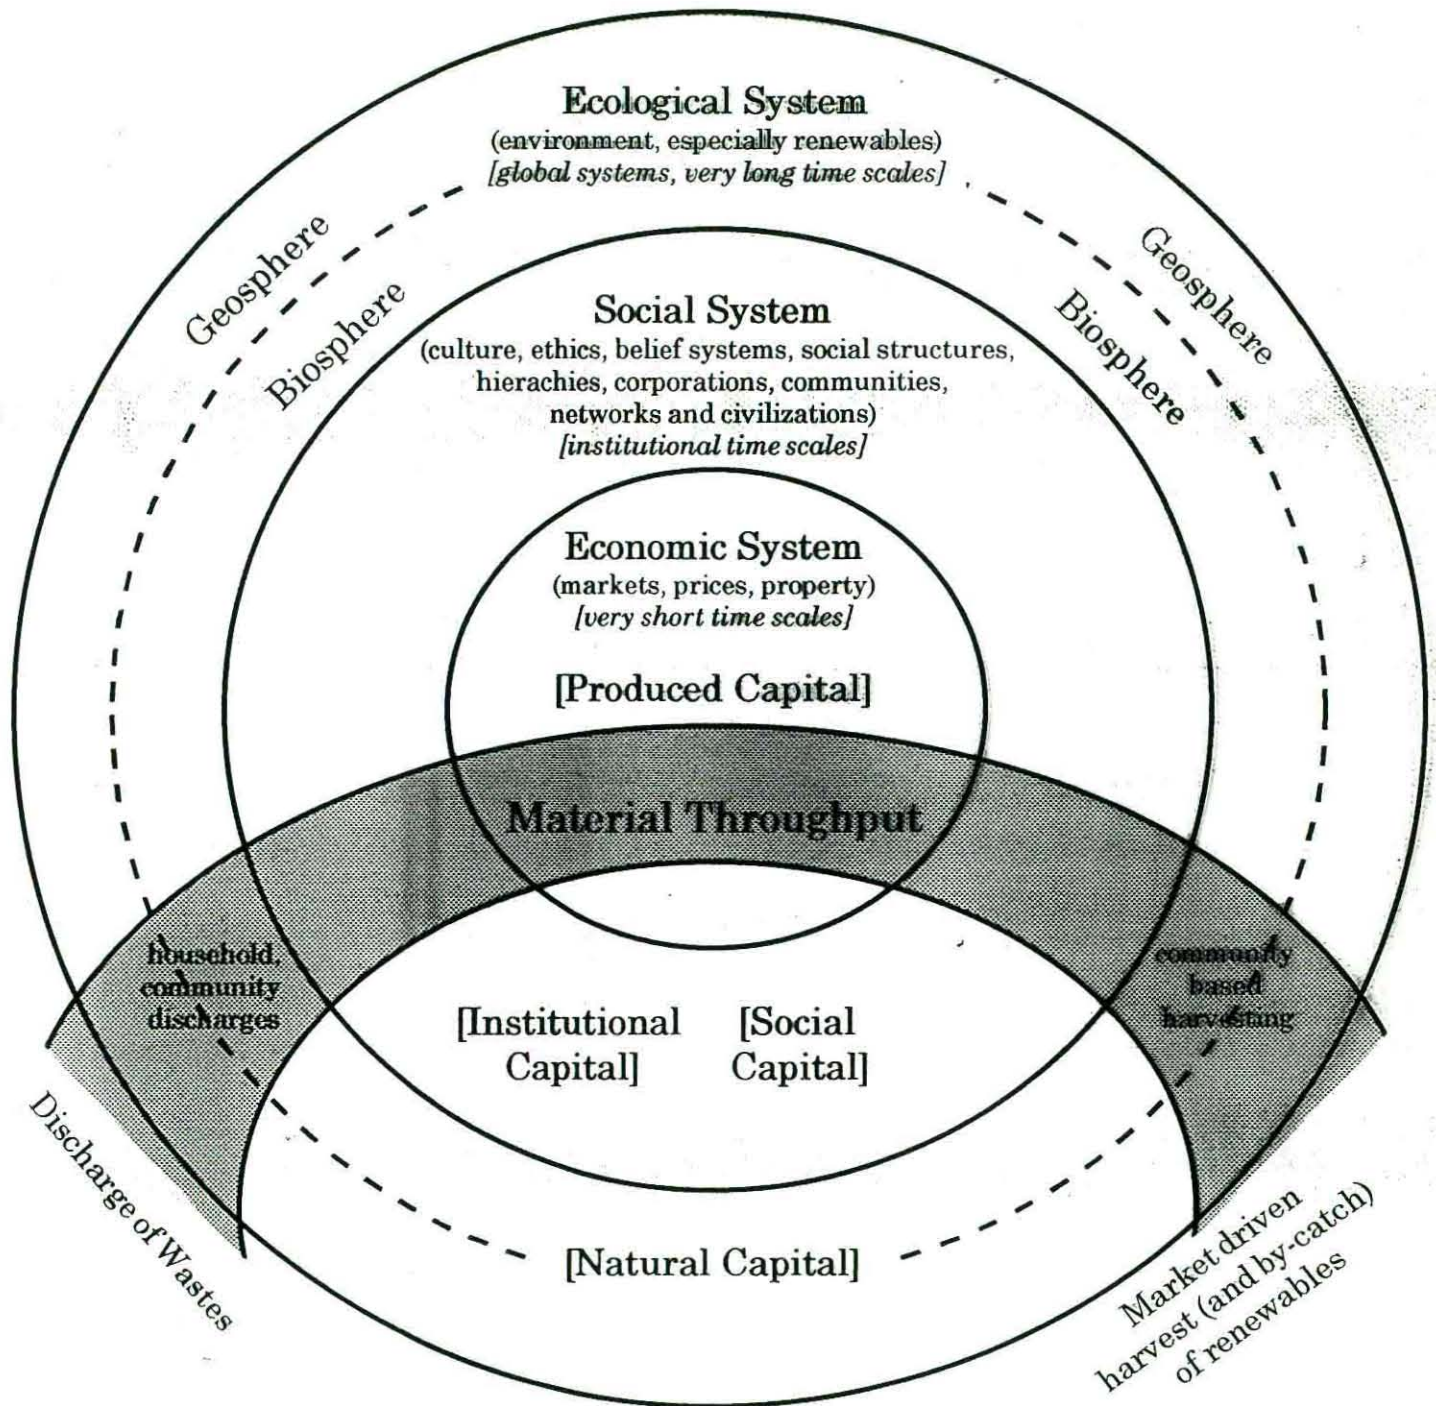 Ecological System
(environment, especially renewables)
[global systems, very long time scales]
Geosphere
Biosphere
Geosphere
Biosphere
Social System
(culture, ethics, belief systems, social structures,
hierachies, corporations, communities,
networks and civilizations)
[institutional time scales]
Economic System
(markets, prices, property)
[very short time scales]
[Produced Capital]
Material Throughput
household,
community
discharges
community
based
harvesting
[Institutional
Capital]
[Social
Capital]
[Natural Capital]
Discharge of Wastes
Market driven
harvest (and by-catch)
of renewables